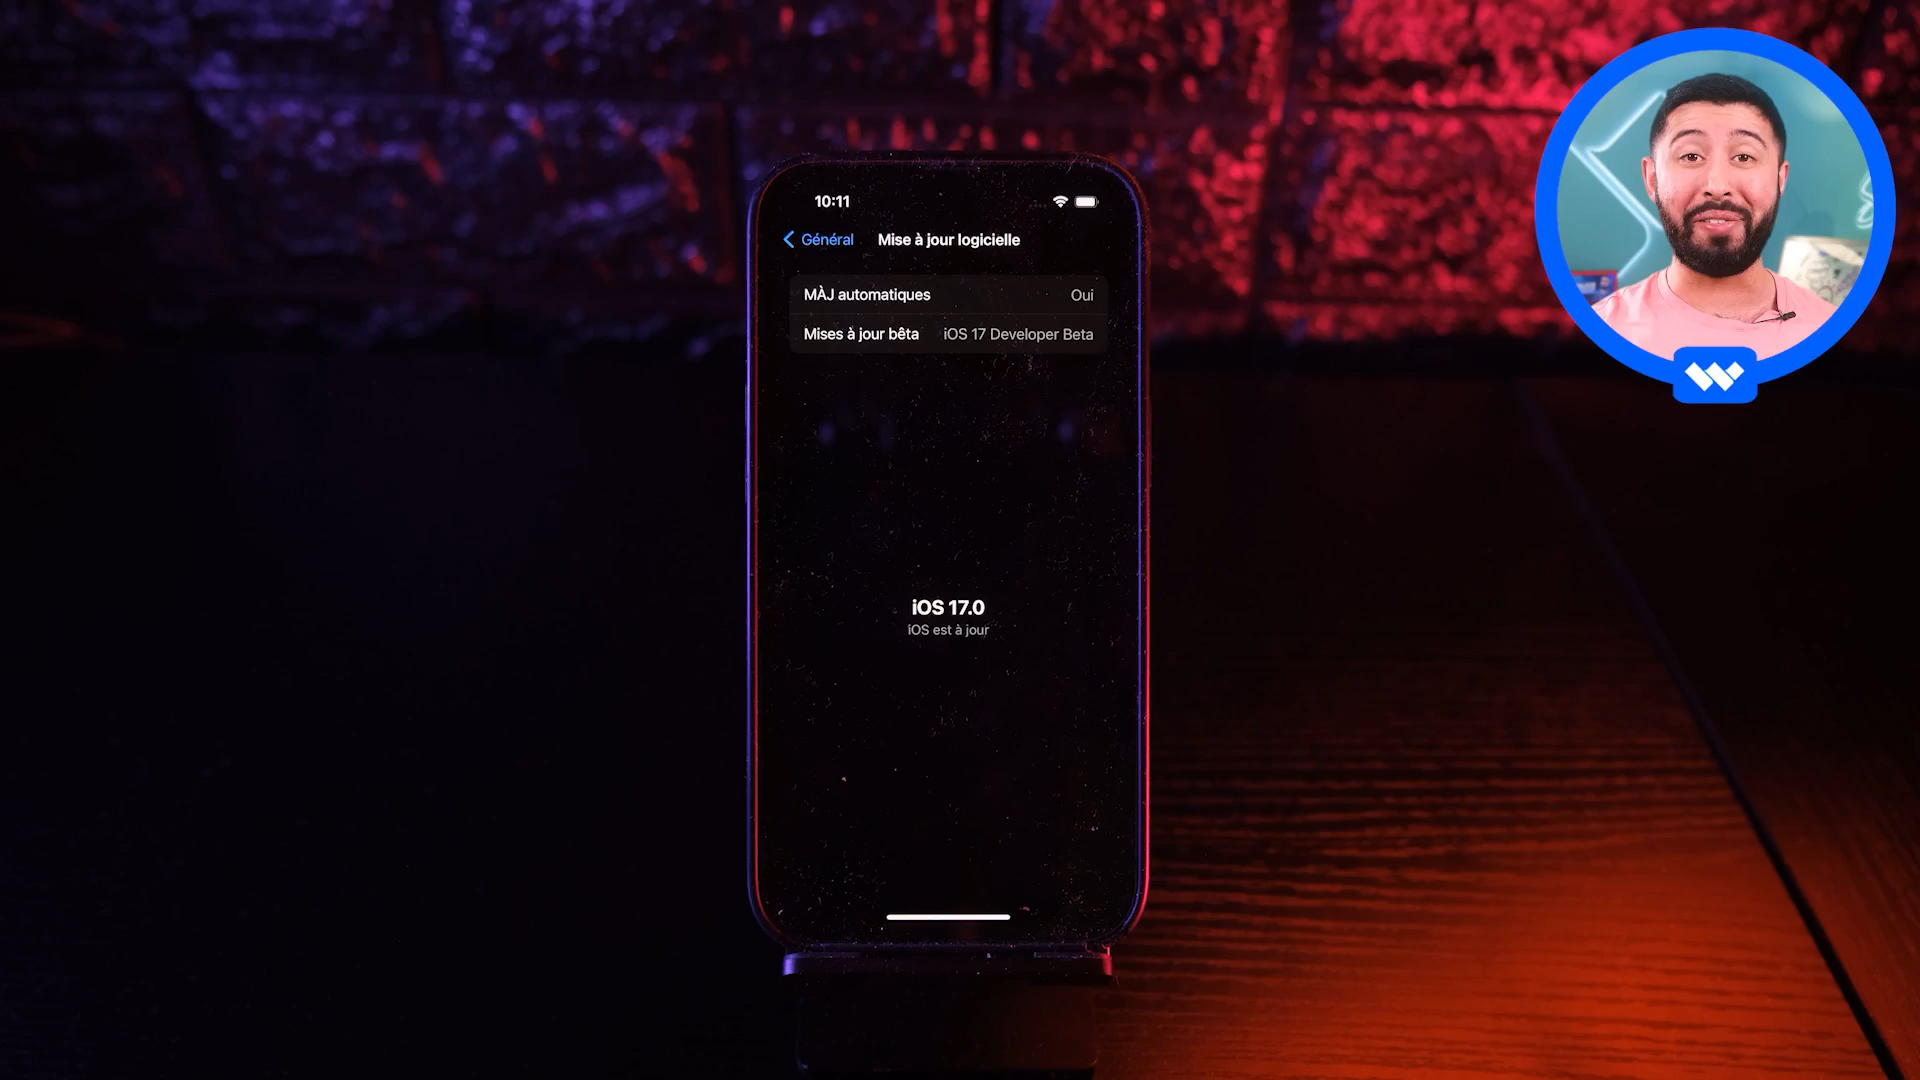 10:11
Général Mise à jour logicielle
MÀJ automatiques Oui
Mises à jour bêta iOS 17 Developer Beta
iOS 17.0
iOS est à jour